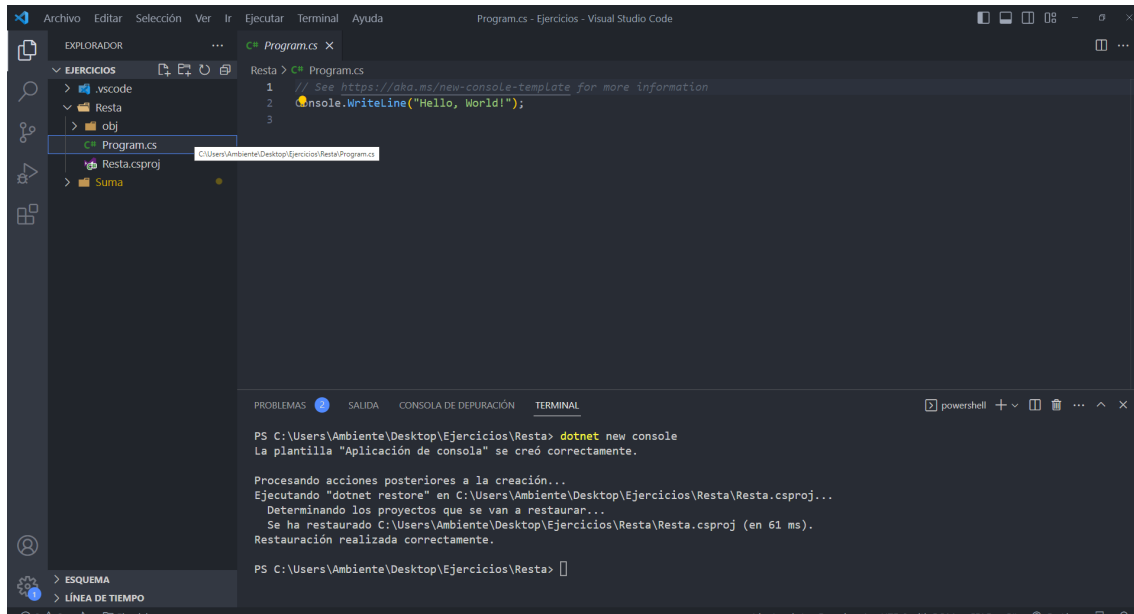 Archivo Editar Selección Ver Ir Ejecutar Terminal Ayuda
Program.cs - Ejercicios - Visual Studio Code
EXPLORADOR
EJERCICIOS
.vscode
Resta
obj
C# Program.cs
Resta.csproj
Suma
C:\Users\Ambiente\Desktop\Ejercicios\Resta\Program.cs
C# Program.cs
Resta > C# Program.cs
1 // See https://aka.ms/new-console-template for more information
2 Console.WriteLine("Hello, World!");
3
PROBLEMAS 2 SALIDA CONSOLA DE DEPURACIÓN TERMINAL
powershell
PS C:\Users\Ambiente\Desktop\Ejercicios\Resta> dotnet new console
La plantilla "Aplicación de consola" se creó correctamente.
Procesando acciones posteriores a la creación...
Ejecutando "dotnet restore" en C:\Users\Ambiente\Desktop\Ejercicios\Resta\Resta.csproj...
Determinando los proyectos que se van a restaurar...
Se ha restaurado C:\Users\Ambiente\Desktop\Ejercicios\Resta\Resta.csproj (en 61 ms).
Restauración realizada correctamente.
PS C:\Users\Ambiente\Desktop\Ejercicios\Resta>
1
ESQUEMA
LÍNEA DE TIEMPO